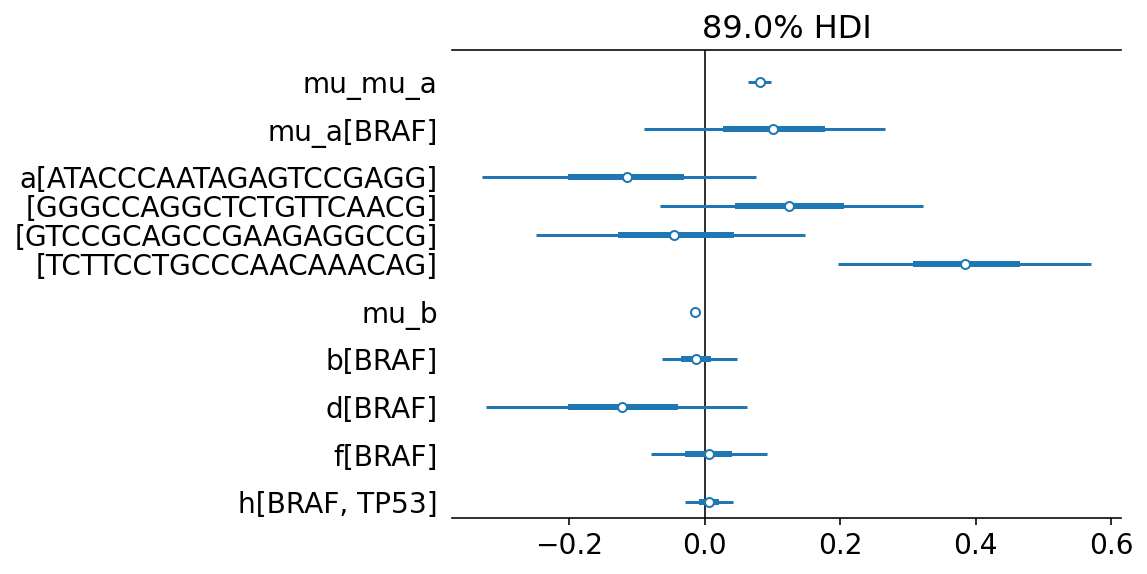 89.0% HDI
mu_mu_a
mu_a[BRAF]
a[ATACCCAATAGAGTCCGAGG]
[GGGCCAGGCTCTGTTCAACG]
[GTCCGCAGCCGAAGAGGCCG]
[TCTTCCTGCCCAACAAACAG]
mu_b
b[BRAF]
d[BRAF]
f[BRAF]
h[BRAF, TP53]
−0.2 0.0 0.2 0.4 0.6